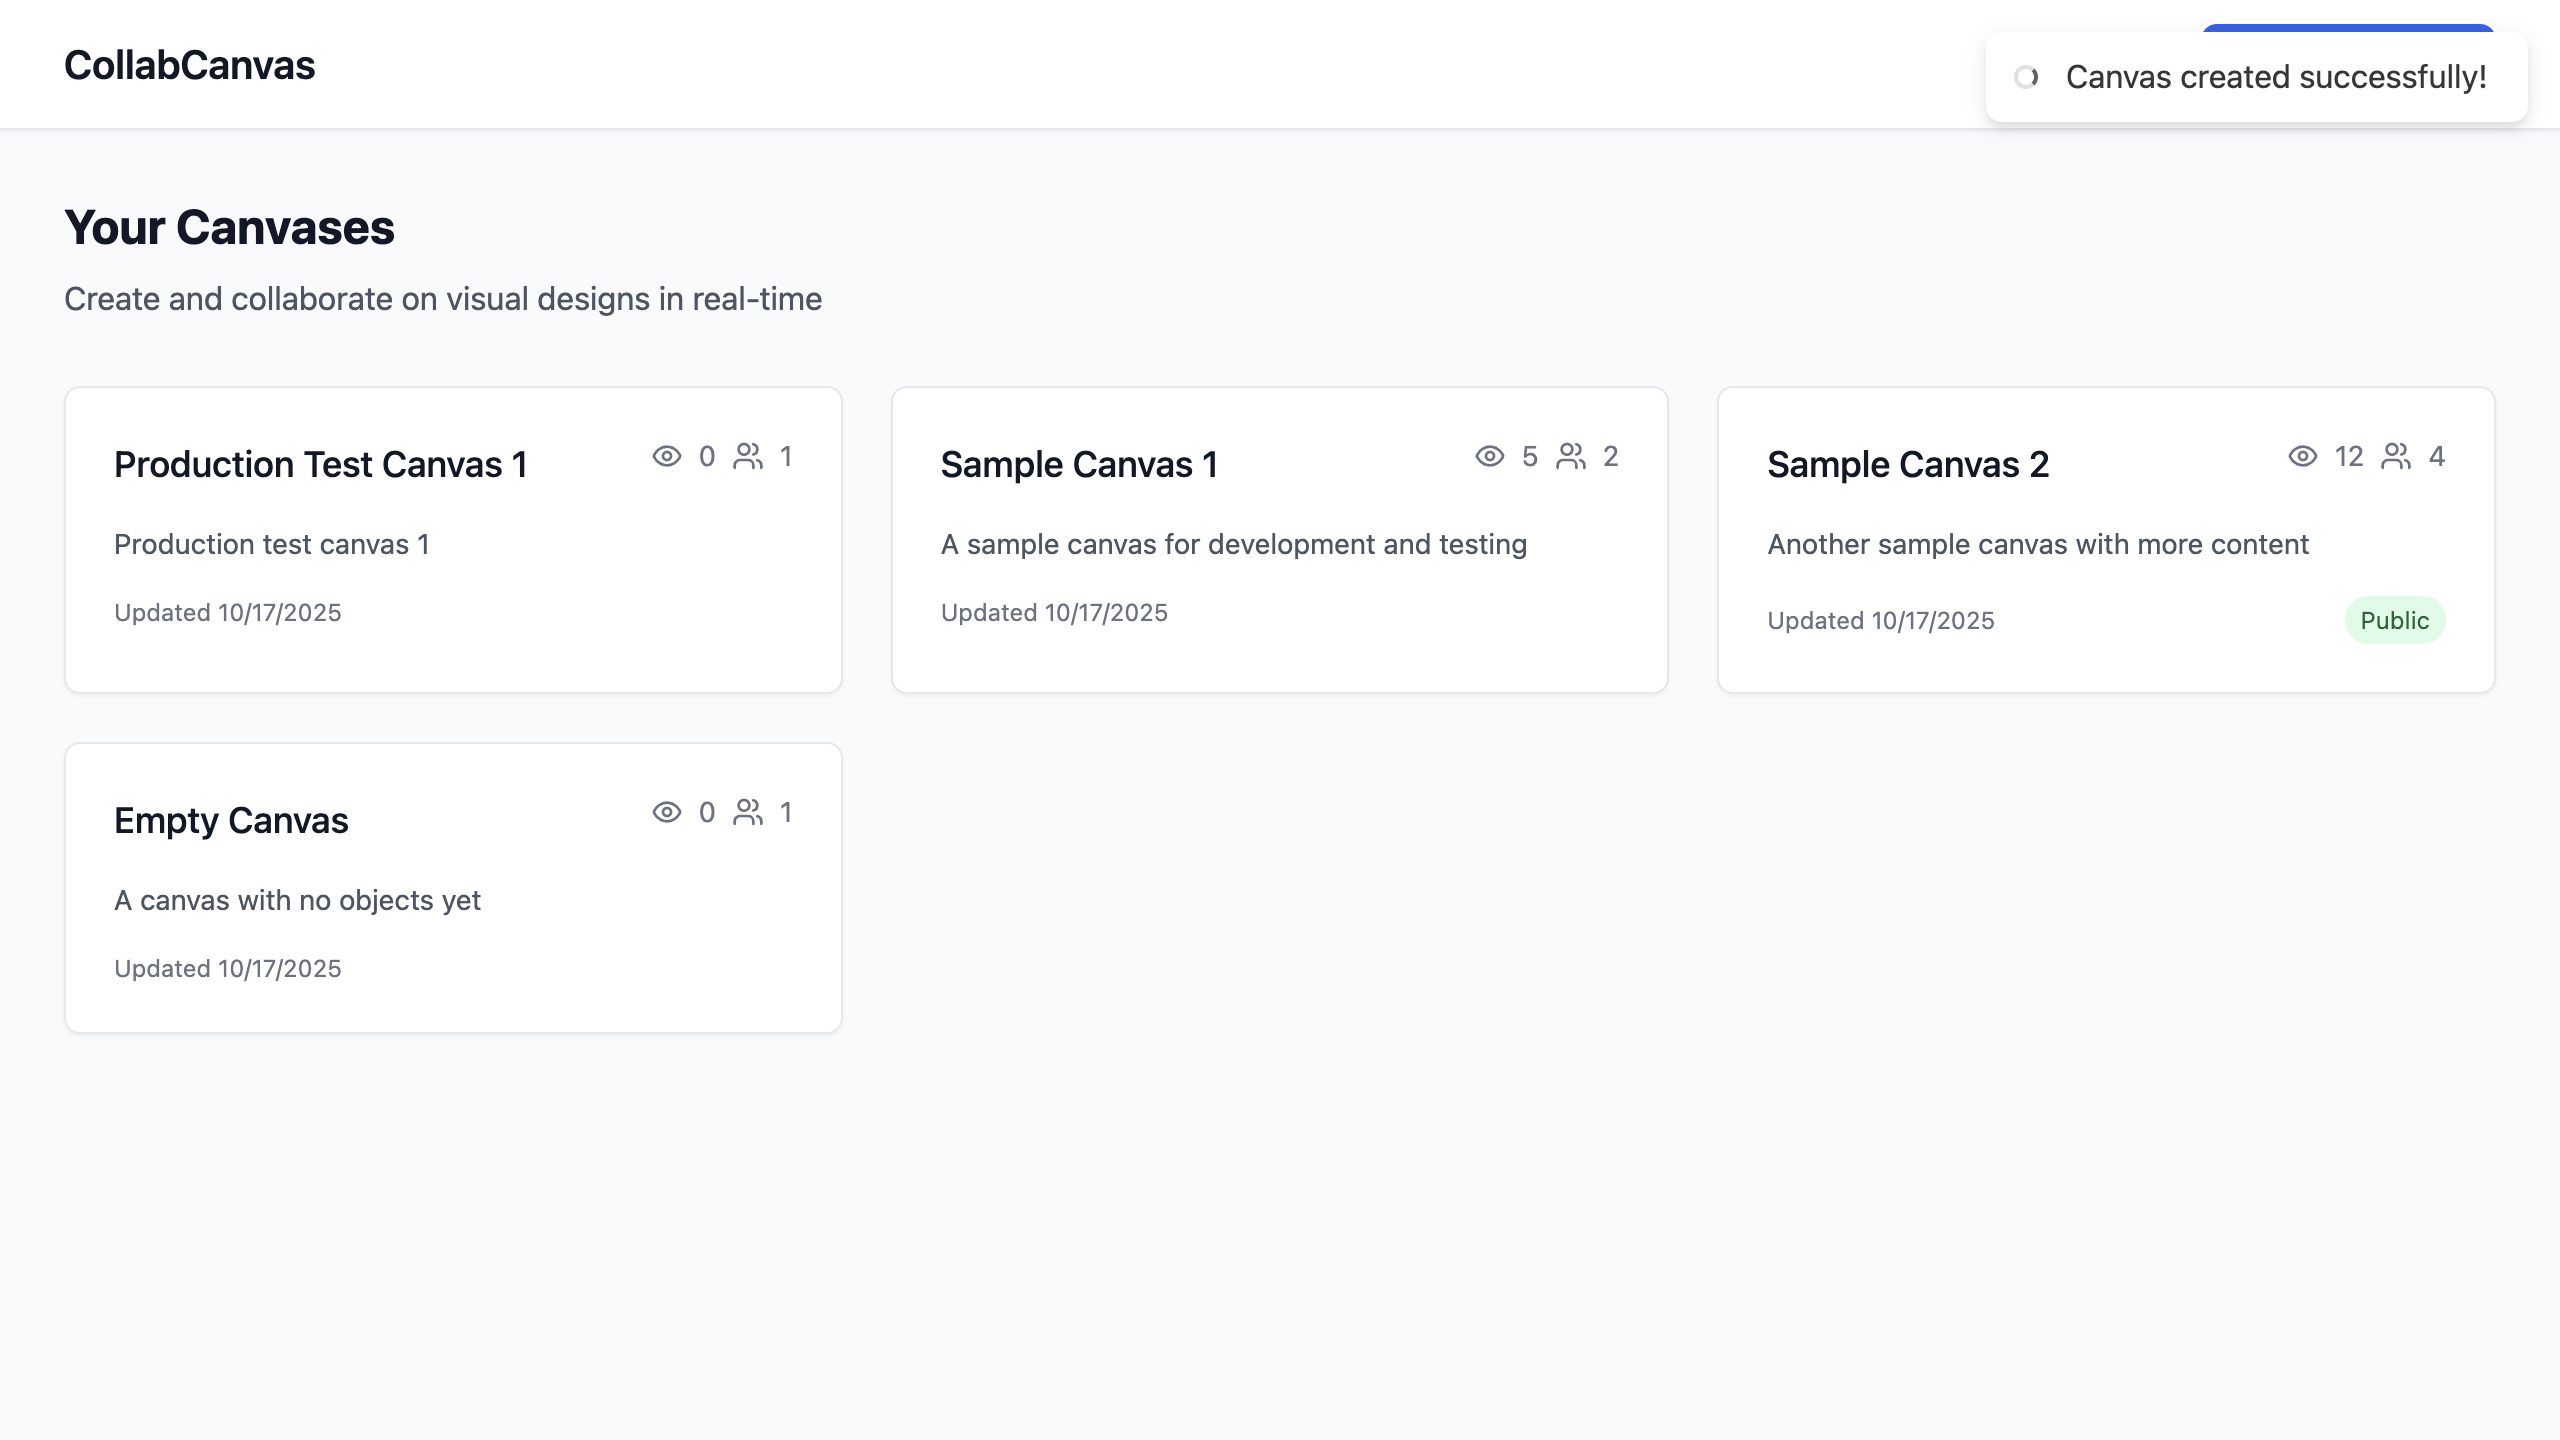 CollabCanvas
Canvas created successfully!
Your Canvases
Create and collaborate on visual designs in real-time
Production Test Canvas 1
0 1
Production test canvas 1
Updated 10/17/2025
Sample Canvas 1
5 2
A sample canvas for development and testing
Updated 10/17/2025
Sample Canvas 2
12 4
Another sample canvas with more content
Updated 10/17/2025
Public
Empty Canvas
0 1
A canvas with no objects yet
Updated 10/17/2025